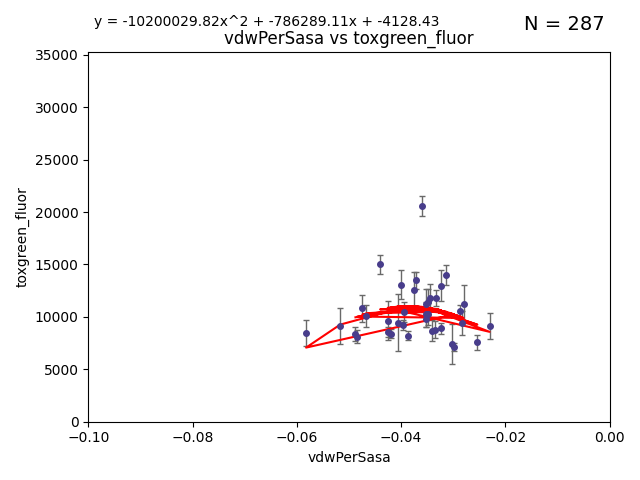 y = -10200029.82x^2 + -786289.11x + -4128.43
N = 287
vdwPerSasa vs toxgreen_fluor
35000
30000
25000
20000
15000
10000
5000
0
toxgreen_fluor
−0.10 −0.08 −0.06 −0.04 −0.02 0.00
vdwPerSasa